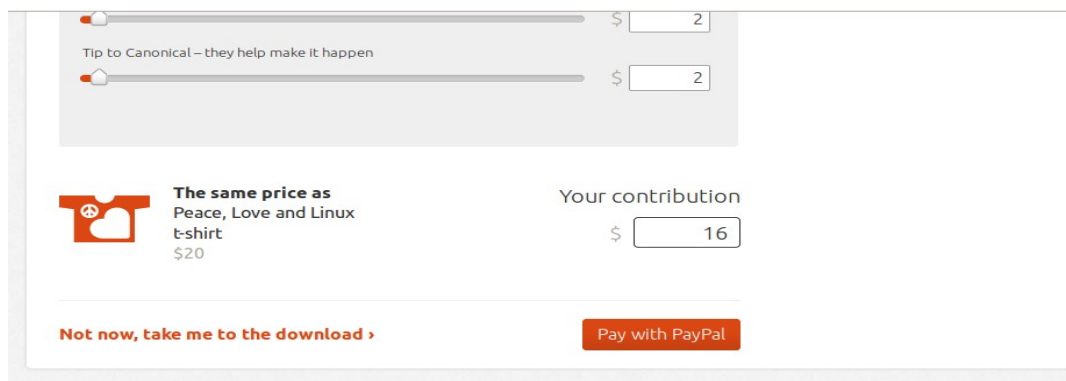 $ 2
Tip to Canonical – they help make it happen
$ 2
The same price as
Peace, Love and Linux
t-shirt
$20
Your contribution
$ 16
Not now, take me to the download ›
Pay with PayPal